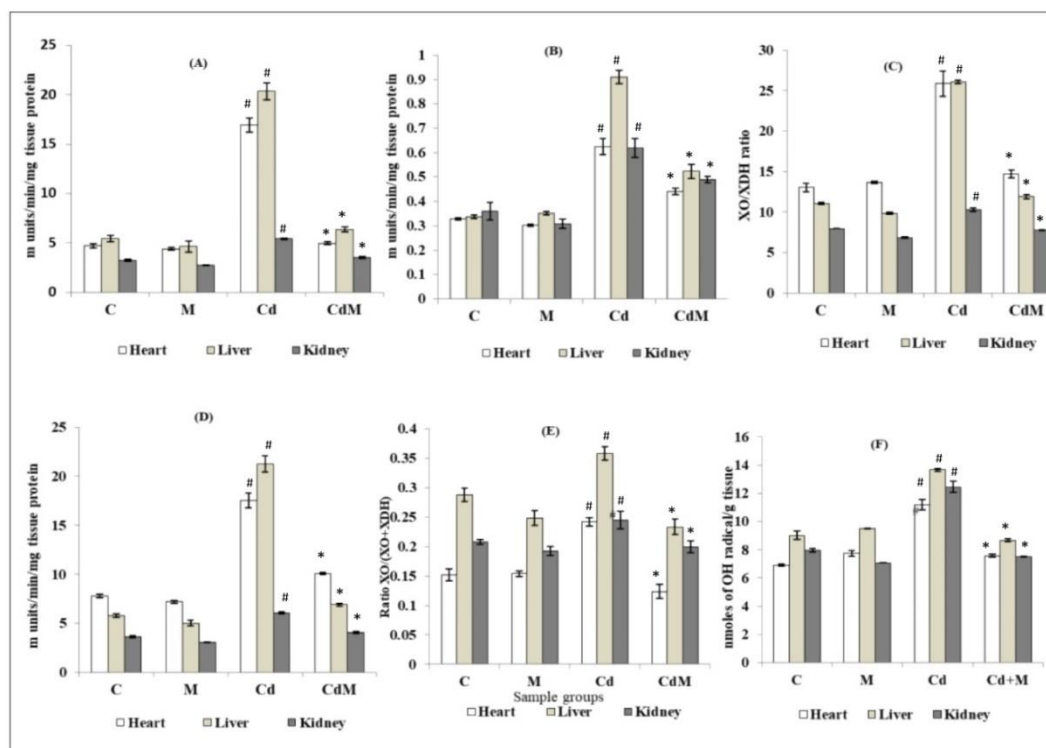 (A)
m units/min/mg tissue protein
25
20
15
10
5
0
# # #
* * *
C M Cd CdM
Heart Liver Kidney
(B)
m units/min/mg tissue protein
1
0.9
0.8
0.7
0.6
0.5
0.4
0.3
0.2
0.1
0
# # #
* * *
C M Cd CdM
Heart Liver Kidney
(C)
XO/XDH ratio
30
25
20
15
10
5
0
# # #
* * *
C M Cd CdM
Heart Liver Kidney
(D)
m units/min/mg tissue protein
25
20
15
10
5
0
# # #
* * *
C M Cd CdM
Heart Liver Kidney
(E)
Ratio XO/(XO+XDH)
0.4
0.35
0.3
0.25
0.2
0.15
0.1
0.05
0
# # # #
* * *
C M Cd CdM
Sample groups
Heart Liver Kidney
(F)
nmoles of OH radical/g tissue
16
14
12
10
8
6
4
2
0
# # # #
* * *
C M Cd Cd+M
Heart Liver Kidney